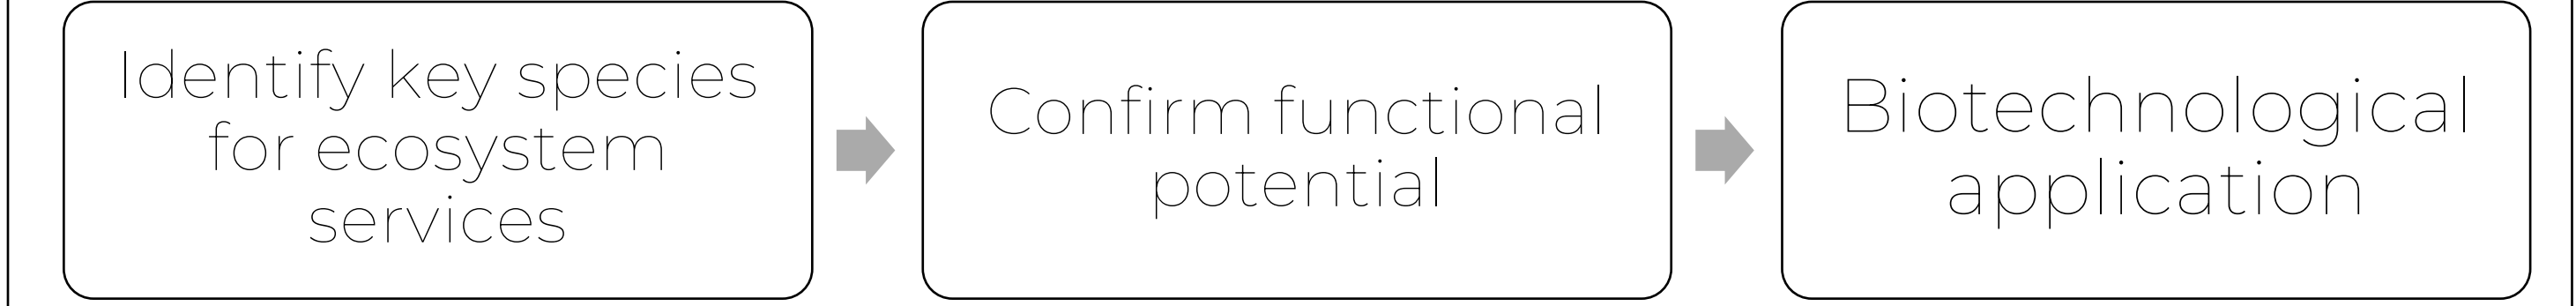 Identify key species
for ecosystem
services
Confirm functional
potential
Biotechnological
application